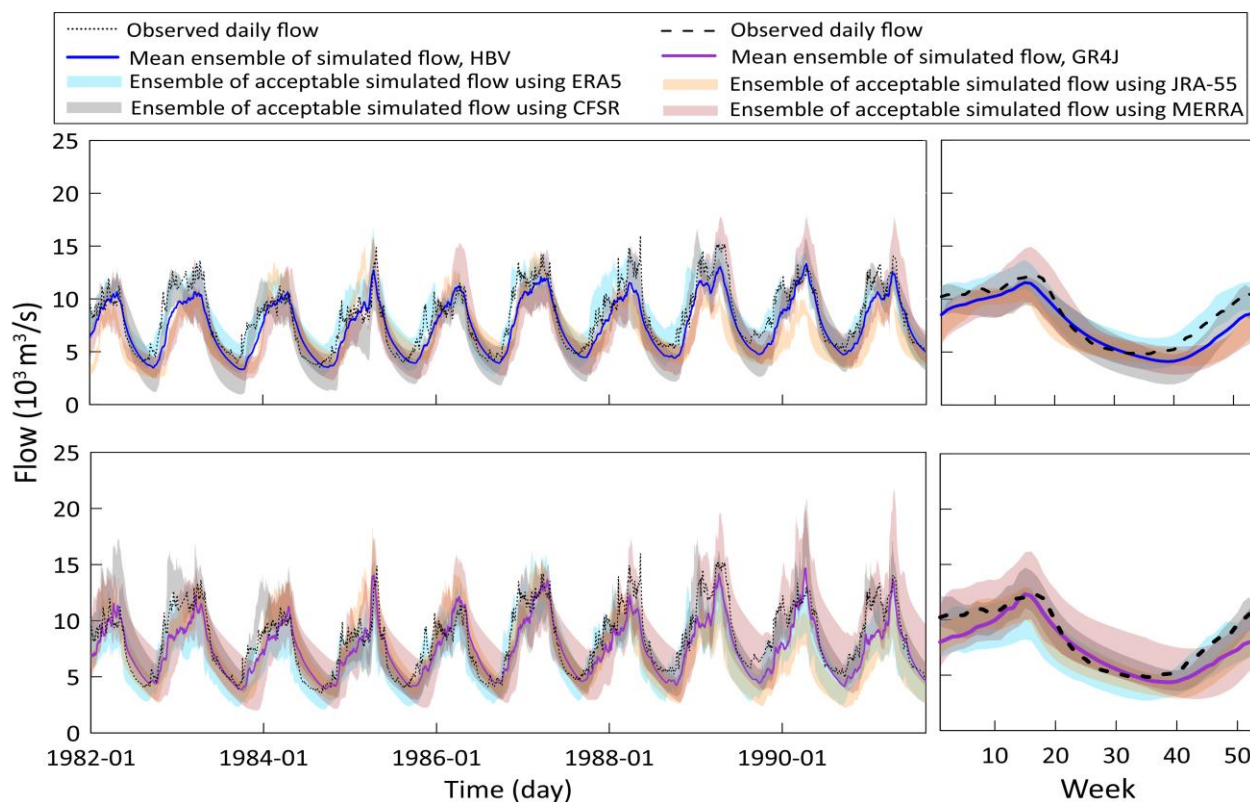 Observed daily flow
Observed daily flow
Mean ensemble of simulated flow, HBV
Mean ensemble of simulated flow, GR4J
Ensemble of acceptable simulated flow using ERA5
Ensemble of acceptable simulated flow using JRA-55
Ensemble of acceptable simulated flow using CFSR
Ensemble of acceptable simulated flow using MERRA
25
20
15
10
5
0
Flow (10³ m³/s)
25
20
15
10
5
0
1982-01 1984-01 1986-01 1988-01 1990-01
10 20 30 40 50
Time (day)
Week